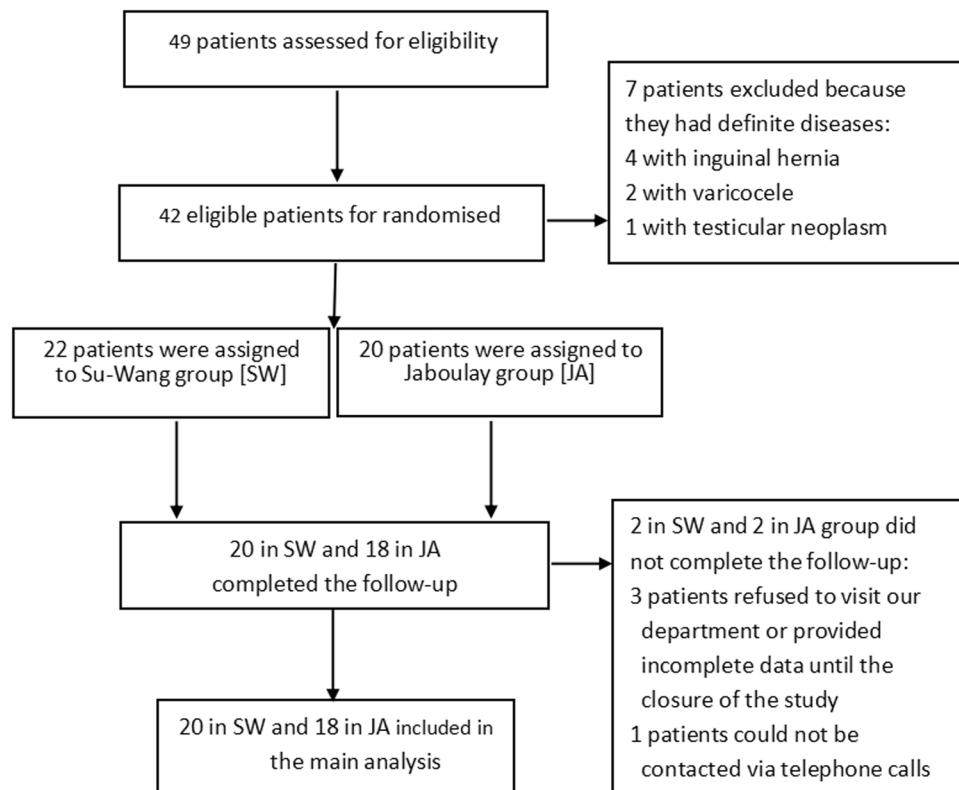 49 patients assessed for eligibility
7 patients excluded because
they had definite diseases:
4 with inguinal hernia
2 with varicocele
1 with testicular neoplasm
42 eligible patients for randomised
22 patients were assigned
to Su-Wang group [SW]
20 patients were assigned to
Jaboulay group [JA]
20 in SW and 18 in JA
completed the follow-up
2 in SW and 2 in JA group did
not complete the follow-up:
3 patients refused to visit our
department or provided
incomplete data until the
closure of the study
1 patients could not be
contacted via telephone calls
20 in SW and 18 in JA included in
the main analysis